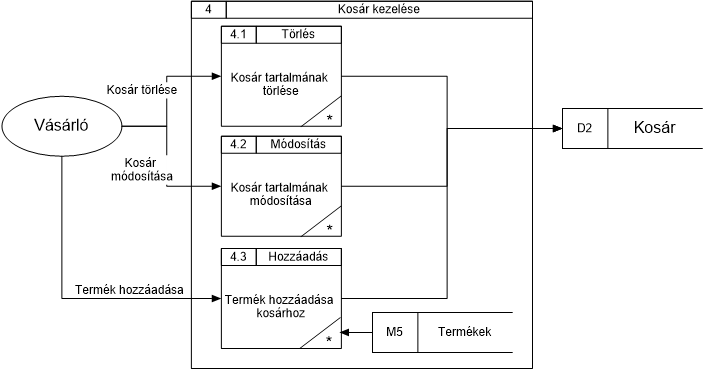 4 Kosár kezelése
4.1 Törlés
Kosár tartalmának
törlése
*
Kosár törlése
Vásárló
Kosár
módosítása
4.2 Módosítás
Kosár tartalmának
módosítása
*
D2 Kosár
4.3 Hozzáadás
Termék hozzáadása
Termék hozzáadása
kosárhoz
*
M5 Termékek